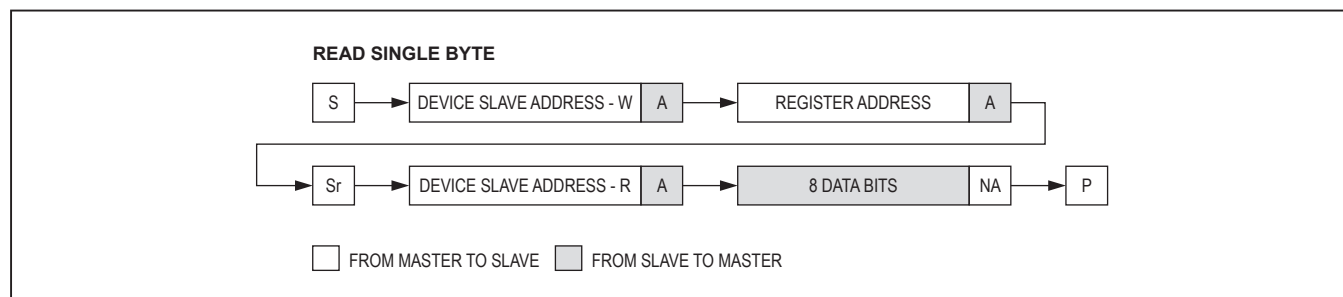 READ SINGLE BYTE
S DEVICE SLAVE ADDRESS - W A REGISTER ADDRESS A
Sr DEVICE SLAVE ADDRESS - R A 8 DATA BITS NA P
FROM MASTER TO SLAVE FROM SLAVE TO MASTER